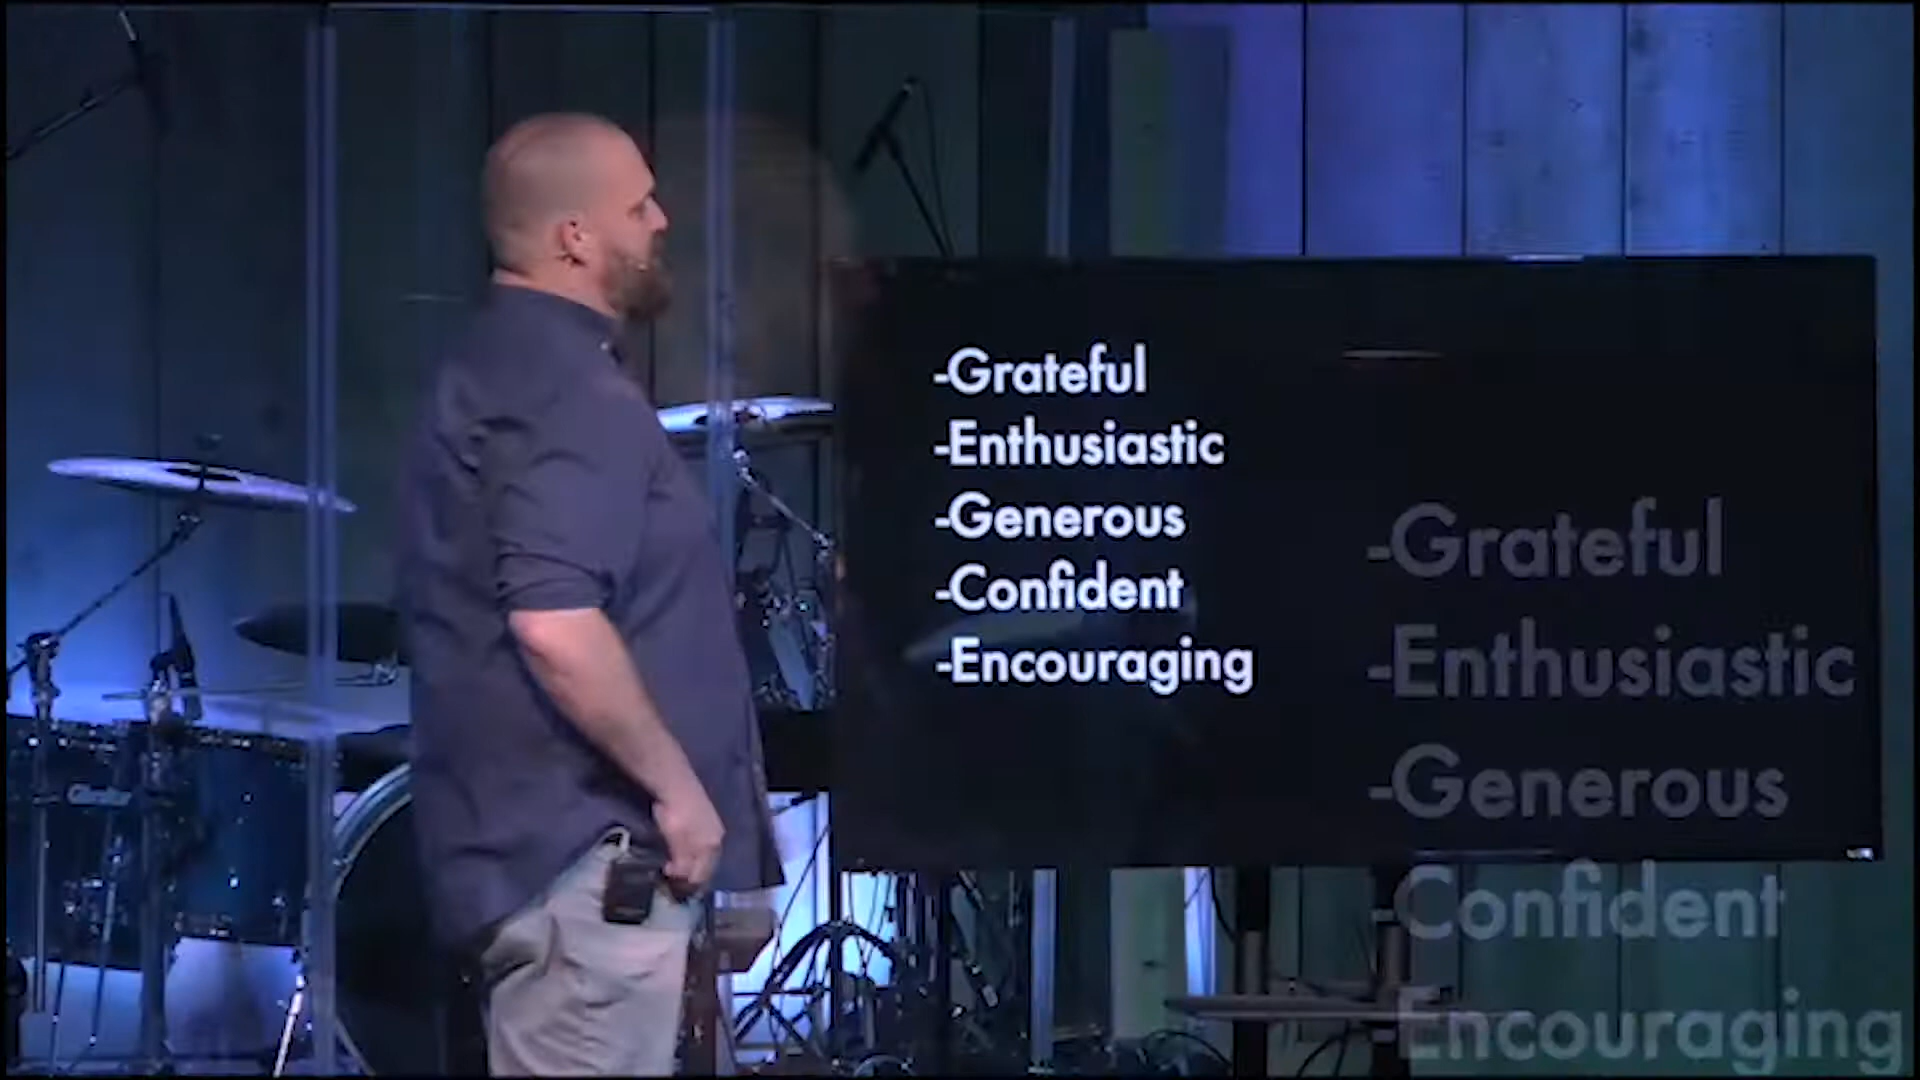 -Grateful
-Enthusiastic
-Generous
-Confident
-Encouraging
-Grateful
-Enthusiastic
-Generous
-Confident
-Encouraging